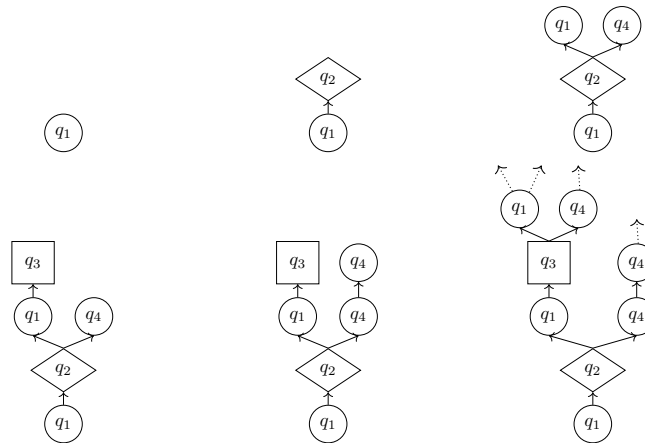 q₁ q₄
q₂ q₂
q₁ q₁ q₁
q₁ q₄
q₃ q₃ q₄ q₃ q₄
q₁ q₄ q₁ q₄ q₁ q₄
q₂ q₂ q₂
q₁ q₁ q₁